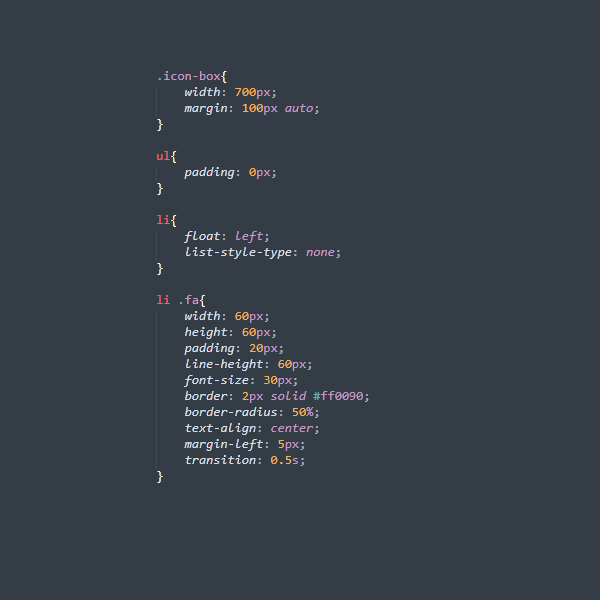 .icon-box{
    width: 700px;
    margin: 100px auto;
}

ul{
    padding: 0px;
}

li{
    float: left;
    list-style-type: none;
}

li .fa{
    width: 60px;
    height: 60px;
    padding: 20px;
    line-height: 60px;
    font-size: 30px;
    border: 2px solid #ff0090;
    border-radius: 50%;
    text-align: center;
    margin-left: 5px;
    transition: 0.5s;
}